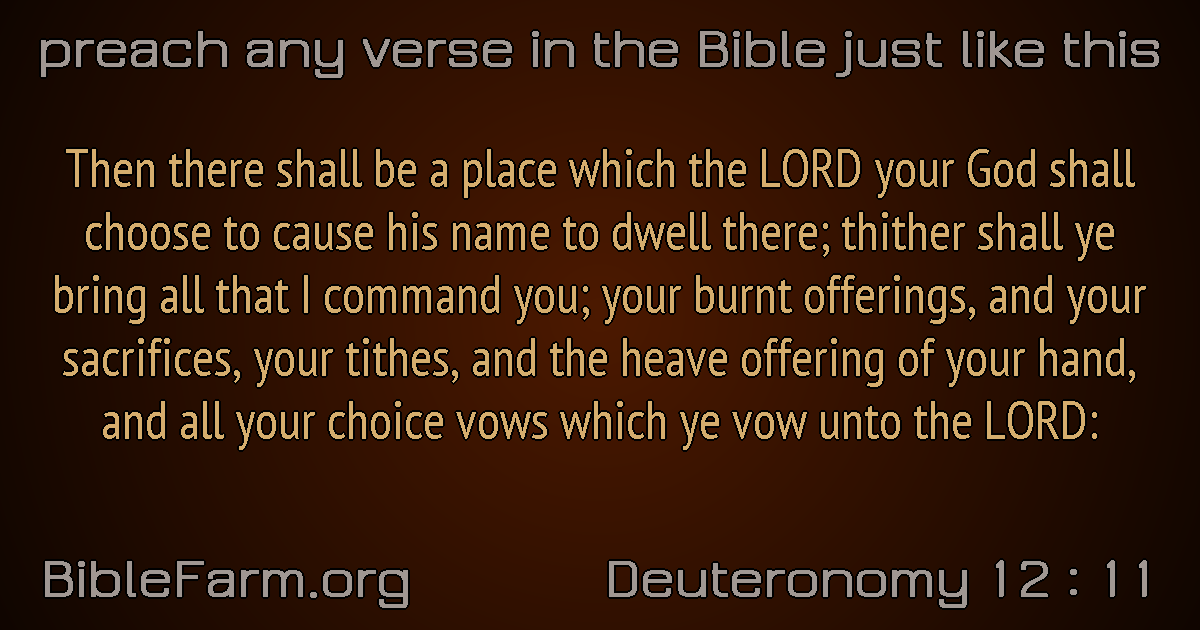 preach any verse in the Bible just like this
Then there shall be a place which the LORD your God shall
choose to cause his name to dwell there; thither shall ye
bring all that I command you; your burnt offerings, and your
sacrifices, your tithes, and the heave offering of your hand,
and all your choice vows which ye vow unto the LORD:
BibleFarm.org
Deuteronomy 12 : 11